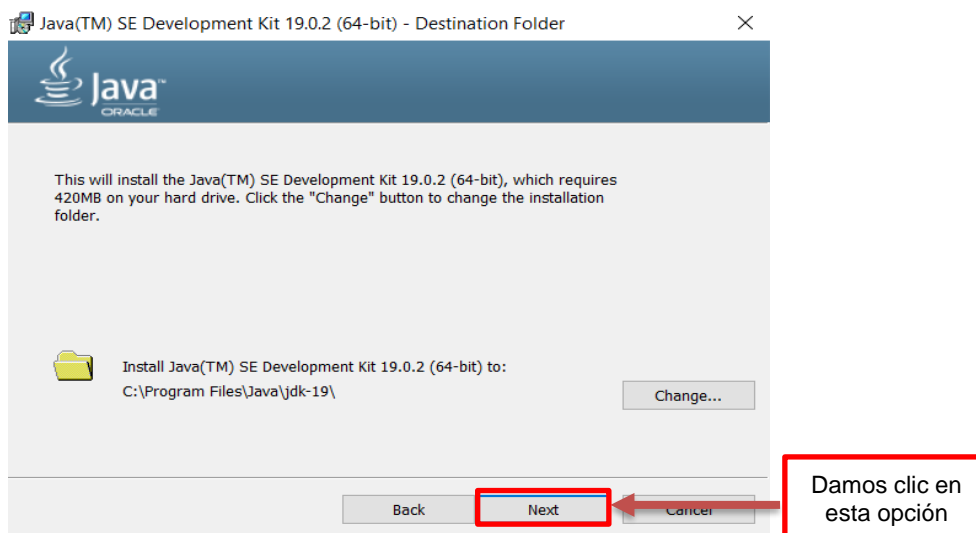 Java(TM) SE Development Kit 19.0.2 (64-bit) - Destination Folder
Java™
ORACLE
This will install the Java(TM) SE Development Kit 19.0.2 (64-bit), which requires
420MB on your hard drive. Click the "Change" button to change the installation
folder.
Install Java(TM) SE Development Kit 19.0.2 (64-bit) to:
C:\Program Files\Java\jdk-19\
Change...
Back Next Cancel
Damos clic en
esta opción